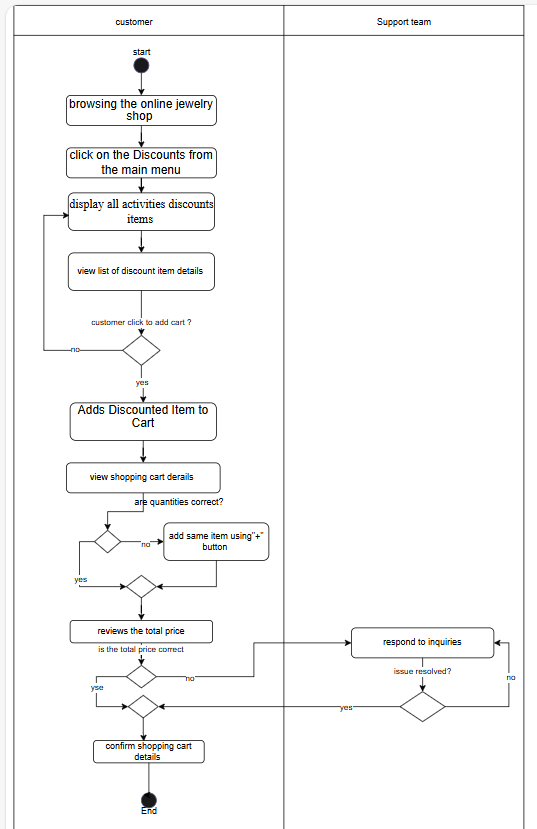 customer
Support team
start
browsing the online jewelry
shop
click on the Discounts from
the main menu
display all activities discounts
items
view list of discount item details
customer click to add cart ?
no
yes
Adds Discounted Item to
Cart
view shopping cart derails
are quantities correct?
no
add same item using"+"
button
yes
reviews the total price
respond to inquiries
is the total price correct
issue resolved?
no
no
yse
yes
confirm shopping cart
details
End